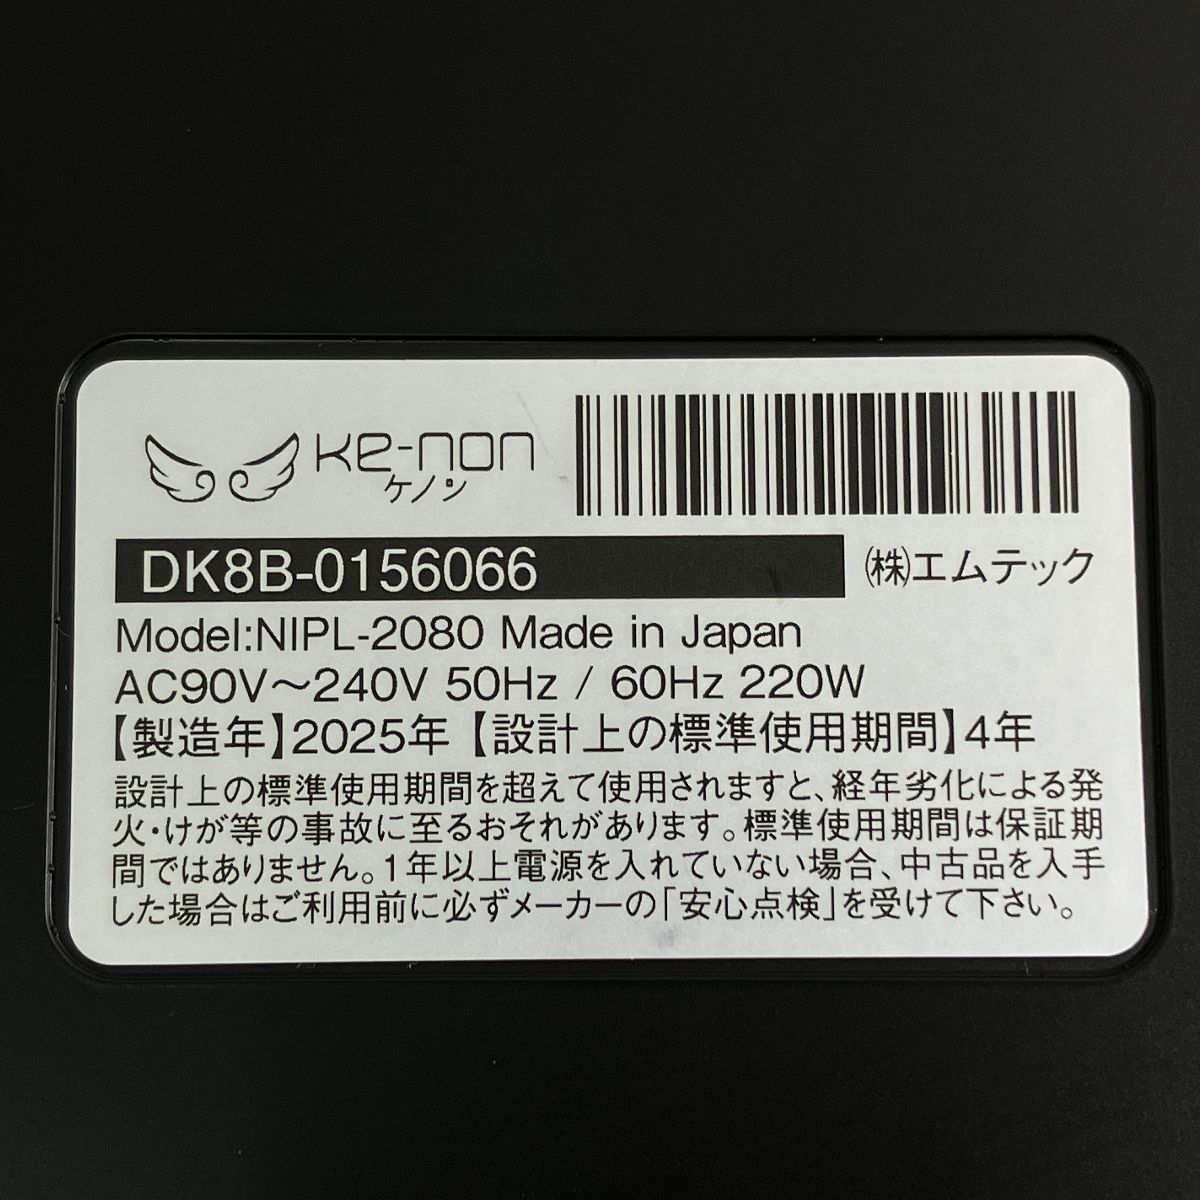 Ke-non
ケノン
DK8B-0156066
(株)エムテック
Model:NIPL-2080 Made in Japan
AC90V～240V 50Hz / 60Hz 220W
【製造年】2025年【設計上の標準使用期間】4年
設計上の標準使用期間を超えて使用されますと、経年劣化による発
火・けが等の事故に至るおそれがあります。標準使用期間は保証期
間ではありません。1年以上電源を入れていない場合、中古品を入手
した場合はご利用前に必ずメーカーの「安心点検」を受けて下さい。